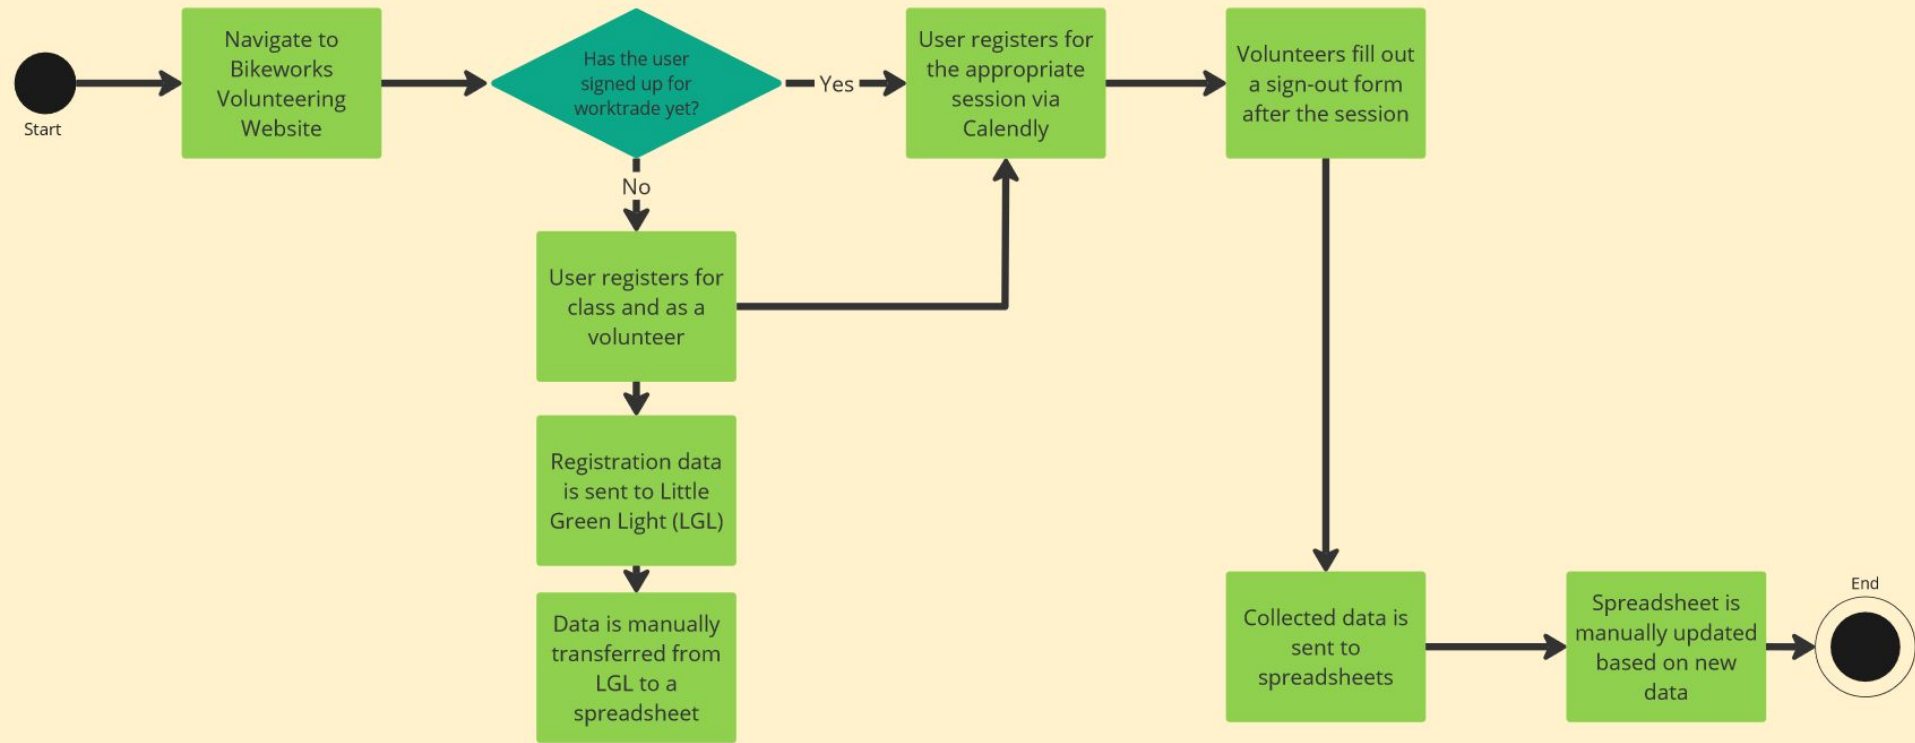 Start
Navigate to
Bikeworks
Volunteering
Website
Has the user
signed up for
worktrade yet?
Yes
No
User registers for
the appropriate
session via
Calendly
Volunteers fill out
a sign-out form
after the session
User registers for
class and as a
volunteer
Registration data
is sent to Little
Green Light (LGL)
Data is manually
transferred from
LGL to a
spreadsheet
Collected data is
sent to
spreadsheets
Spreadsheet is
manually updated
based on new
data
End